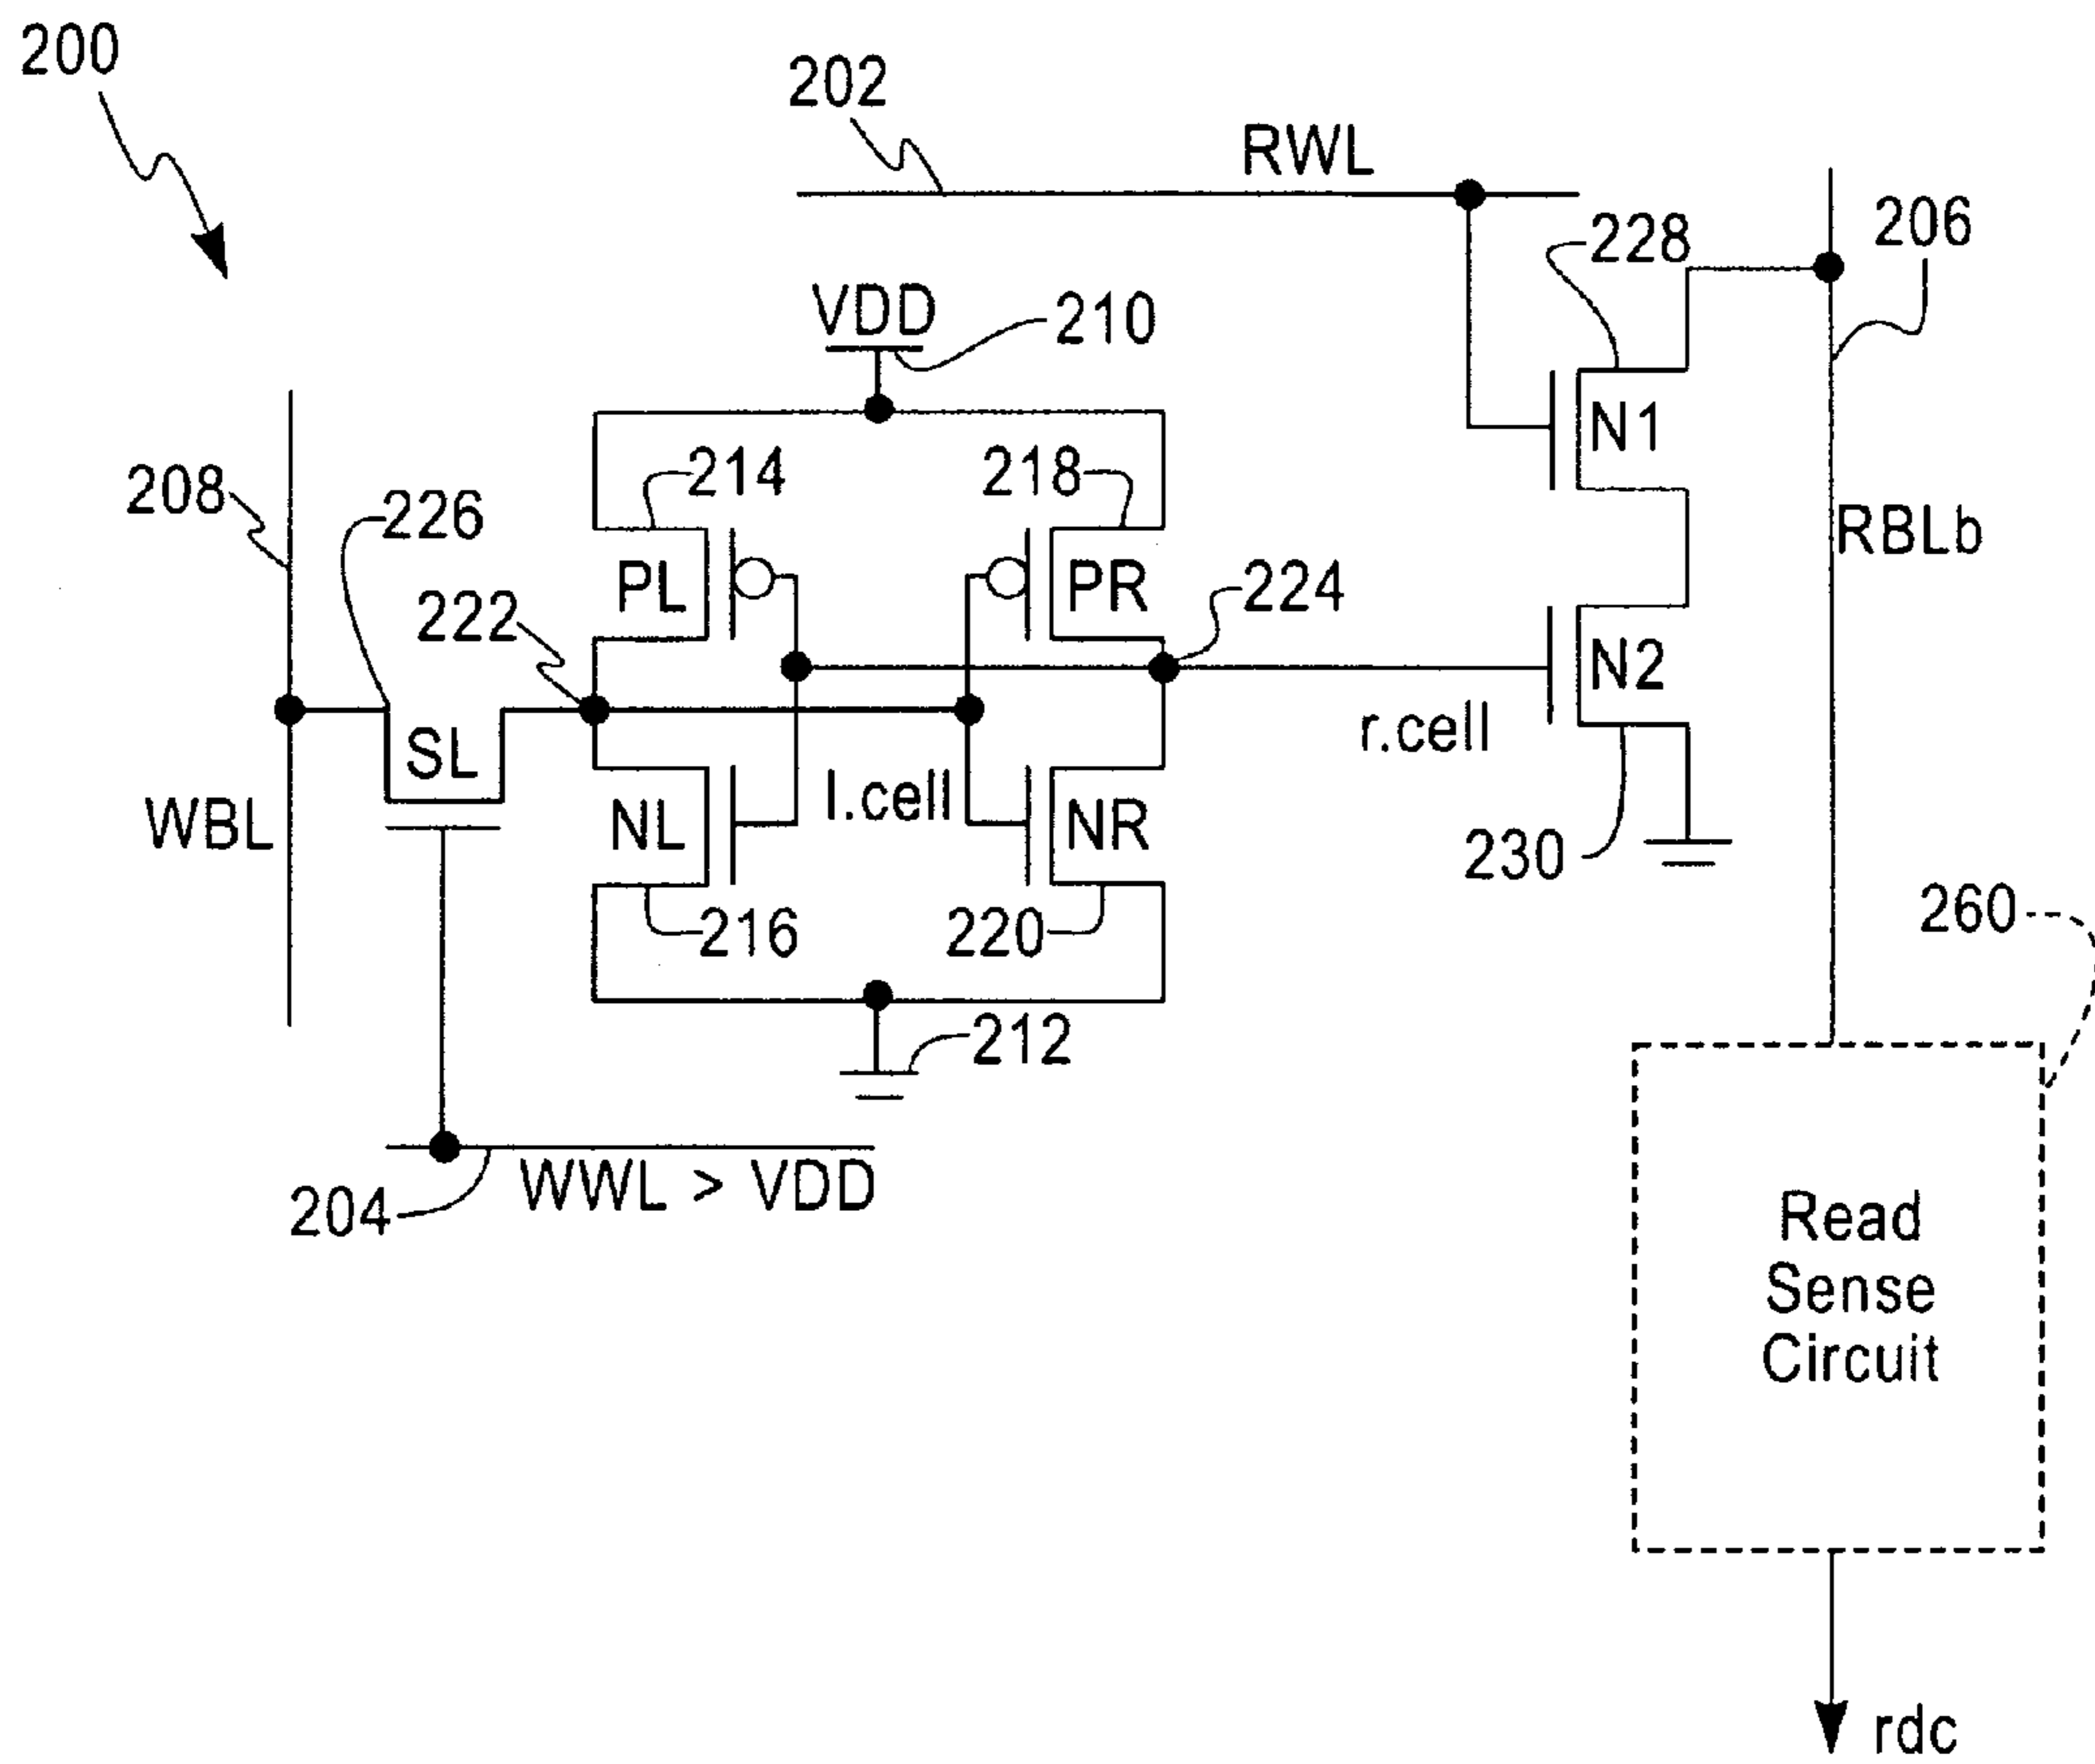 200
202
RWL
206
228
VDD
210
N1
208
226
214
218
RBLb
PL
PR
224
222
N2
r.cell
SL
l.cell
WBL
NL
NR
230
260
216
220
212
WWL > VDD
204
Read
Sense
Circuit
rdc